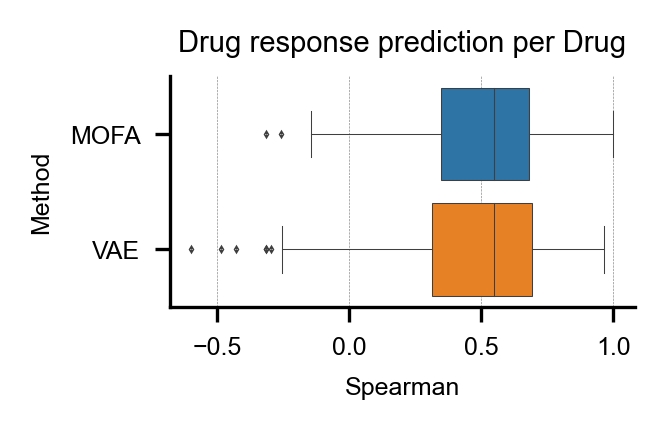 Drug response prediction per Drug
Method
MOFA
VAE
−0.5
0.0
0.5
1.0
Spearman